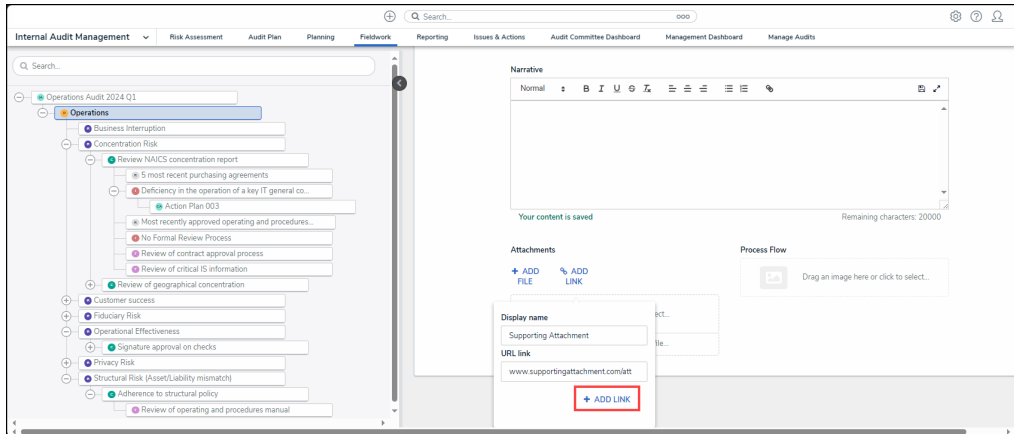 Search...
Internal Audit Management
Risk Assessment
Audit Plan
Planning
Fieldwork
Reporting
Issues & Actions
Audit Committee Dashboard
Management Dashboard
Manage Audits
Search...
Operations Audit 2024 Q1
Operations
Business Interruption
Concentration Risk
Review NAICS concentration report
5 most recent purchasing agreements
Deficiency in the operation of a key IT general co...
Action Plan 003
Most recently approved operating and procedures...
No Formal Review Process
Review of contract approval process
Review of critical IS information
Review of geographical concentration
Customer success
Fiduciary Risk
Operational Effectiveness
Signature approval on checks
Privacy Risk
Structural Risk (Asset/Liability mismatch)
Adherence to structural policy
Review of operating and procedures manual
Narrative
Normal
Your content is saved
Remaining characters: 20000
Attachments
Process Flow
+ ADD FILE
ADD LINK
Drag an image here or click to select...
ect...
file...
Display name
Supporting Attachment
URL link
www.supportingattachment.com/att
+ ADD LINK